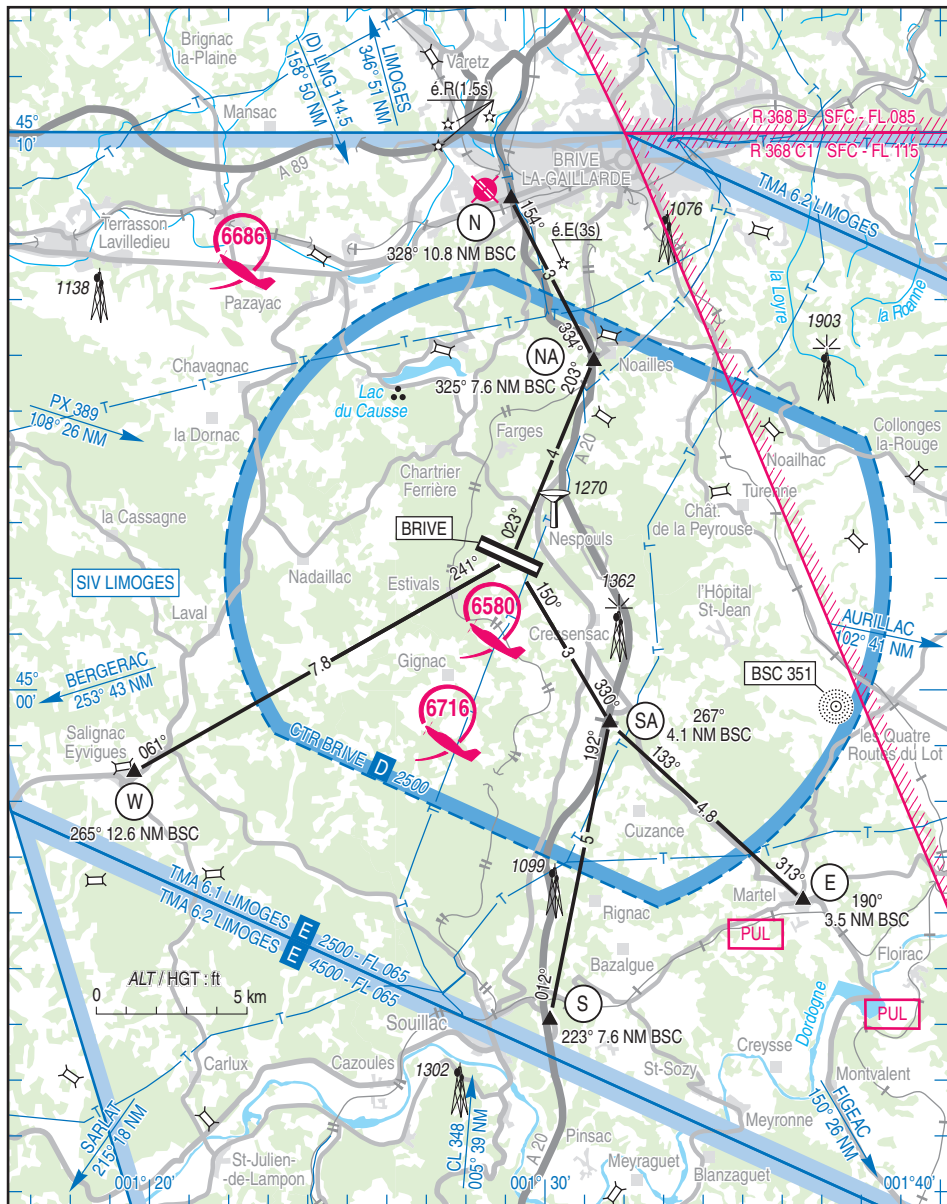 Brignac
la-Plaine
(D) LMG 114.5
158° 50 NM
LIMOGES
346° 51 NM
Varetz
é.R(1.5s)
Mansac
45°
10'
A 89
R 368 B - SFC - FL 085
R 368 C1 - SFC - FL 115
BRIVE
LA-GAILLARDE
TMA 6.2 LIMOGES
Terrasson
Lavilledieu
6686
N
328° 10.8 NM BSC
154°
é.E(3s)
1076
3
la Loyre
la Roanne
1138
Pazayac
334°
1903
NA
325° 7.6 NM BSC
203°
Noailles
Chavagnac
Lac
du Causse
PX 389
108° 26 NM
la Dornac
Farges
A 20
Collonges
la-Rouge
Noailhac
4
Chartrier
Ferrière
1270
Turenne
Chât.
de la Peyrouse
la Cassagne
023°
BRIVE
Nespouls
241°
Nadaillac
Estivals
SIV LIMOGES
150°
1362
l'Hôpital
St-Jean
Laval
6580
Cressensac
AURILLAC
102° 41 NM
7.8
3
BERGERAC
253° 43 NM
Gignac
BSC 351
45°
00'
330°
6716
SA
267°
4.1 NM BSC
Salignac
Eyvigues
061°
192°
133°
les Quatre
Routes du Lot
CTR BRIVE D 2500
W
265° 12.6 NM BSC
4.8
Cuzance
5
1099
313°
E
190°
3.5 NM BSC
Martel
TMA 6.1 LIMOGES E 2500 - FL 065
TMA 6.2 LIMOGES E 4500 - FL 065
Rignac
PUL
Floirac
Bazalgue
ALT / HGT : ft
0 5 km
012°
S
223° 7.6 NM BSC
Dordogne
PUL
Souillac
Creysse
Carlux
Cazoules
1302
St-Sozy
Montvalent
SARLAT
215° 18 NM
CL 348
005° 39 NM
Meyronne
FIGEAC
150° 26 NM
A 20
Pinsac
St-Julien-
de-Lampon
Meyraguet
Blanzaguet
001°20'
001°30'
001°40'